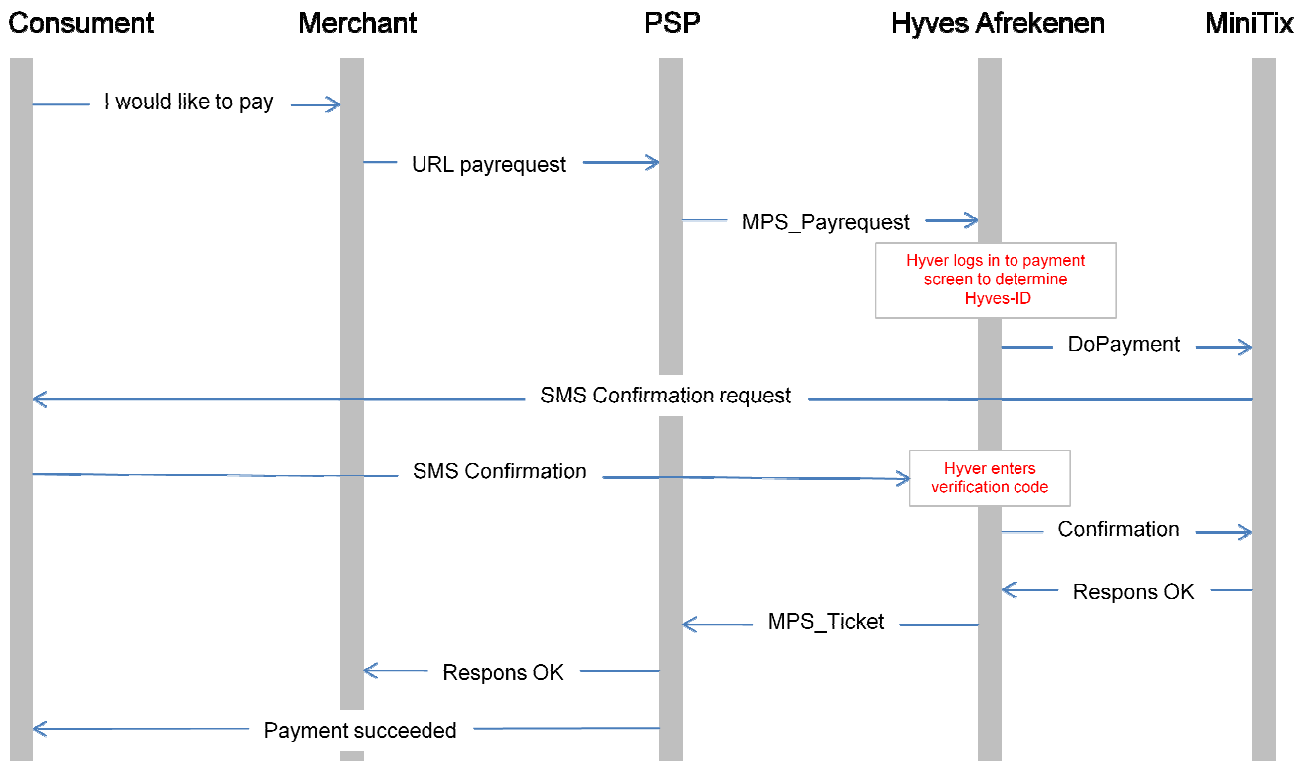 Consument Merchant PSP Hyves Afrekenen MiniTix
I would like to pay
URL payrequest
MPS_Payrequest
Hyver logs in to payment
screen to determine
Hyves-ID
DoPayment
SMS Confirmation request
SMS Confirmation
Hyver enters
verification code
Confirmation
Respons OK
MPS_Ticket
Respons OK
Payment succeeded